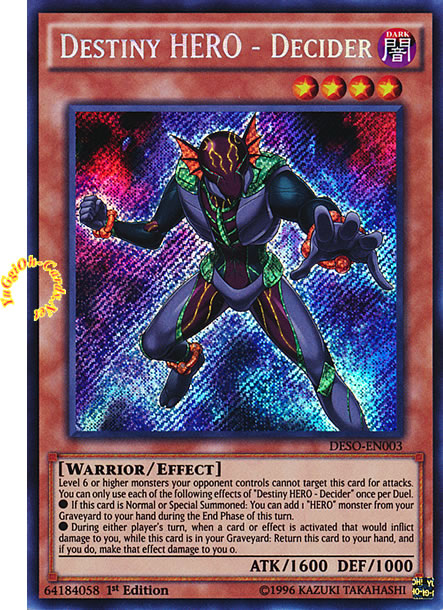 DESTINY HERO - DECIDER
DARK
闇
YuGgiOh-Cards.Net
DESO-EN003
[WARRIOR/EFFECT]
Level 6 or higher monsters your opponent controls cannot target this card for attacks.
You can only use each of the following effects of "Destiny HERO - Decider" once per Duel.
● If this card is Normal or Special Summoned: You can add 1 "HERO" monster from your
Graveyard to your hand during the End Phase of this turn.
● During either player's turn, when a card or effect is activated that would inflict
damage to you, while this card is in your Graveyard: Return this card to your hand, and
if you do, make that effect damage to you 0.
ATK/1600 DEF/1000
64184058 1st Edition ©1996 KAZUKI TAKAHASHI